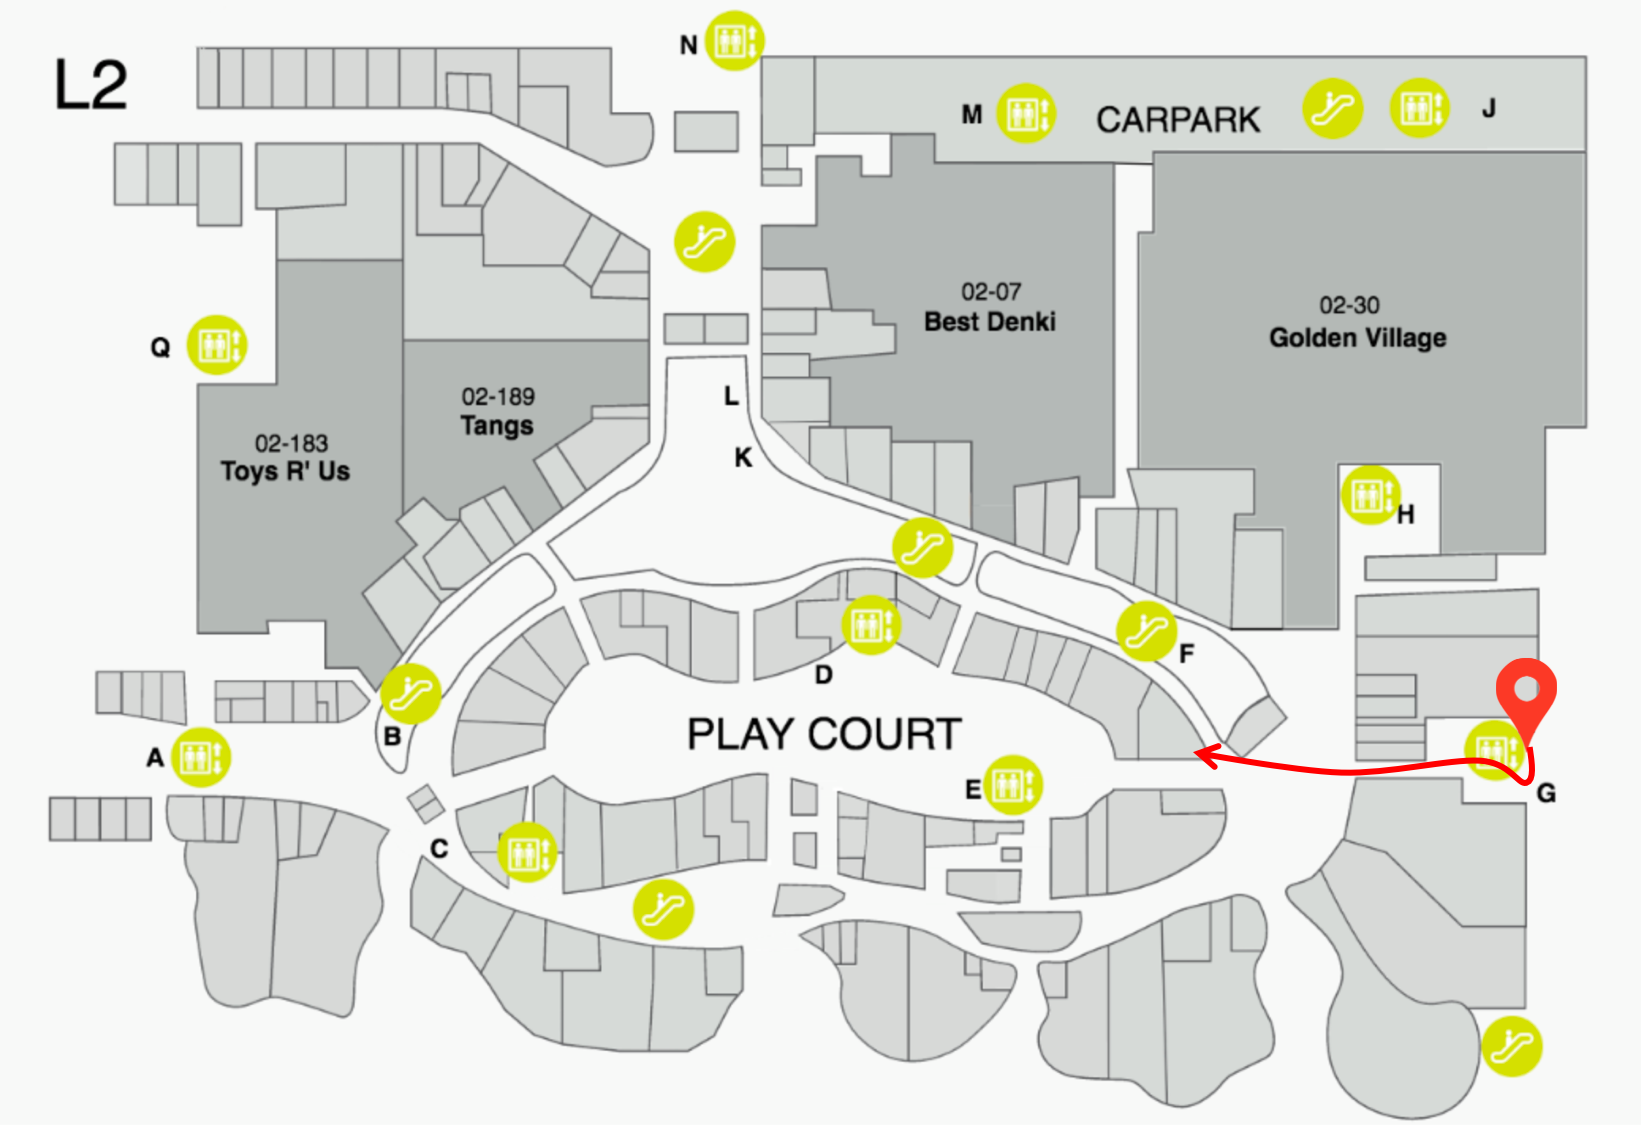 L2
N
M
CARPARK
J
02-07
Best Denki
02-30
Golden Village
Q
02-189
Tangs
L
02-183
Toys R' Us
K
H
F
D
B
PLAY COURT
A
E
G
C